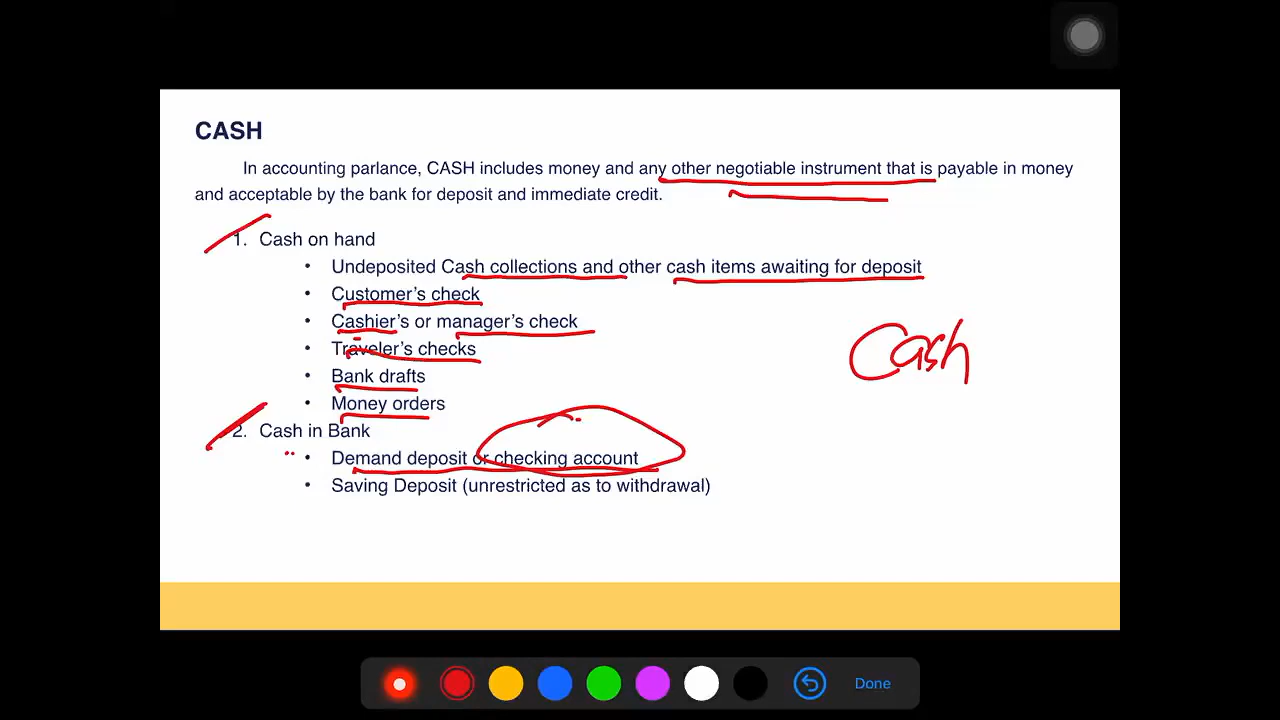 CASH
In accounting parlance, CASH includes money and any other negotiable instrument that is payable in money
and acceptable by the bank for deposit and immediate credit.
1. Cash on hand
• Undeposited Cash collections and other cash items awaiting for deposit
• Customer's check
• Cashier's or manager's check
Cash
• Traveler's checks
• Bank drafts
• Money orders
2. Cash in Bank
• Demand deposit or checking account
• Saving Deposit (unrestricted as to withdrawal)
Done